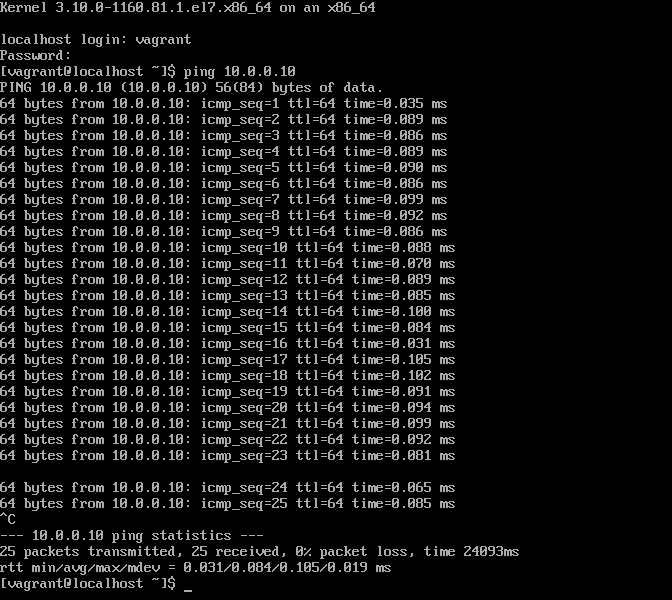 Kernel 3.10.0-1160.81.1.el7.x86_64 on an x86_64
localhost login: vagrant
Password:
[vagrant@localhost ~]$ ping 10.0.0.10
PING 10.0.0.10 (10.0.0.10) 56(84) bytes of data.
64 bytes from 10.0.0.10: icmp_seq=1 ttl=64 time=0.035 ms
64 bytes from 10.0.0.10: icmp_seq=2 ttl=64 time=0.089 ms
64 bytes from 10.0.0.10: icmp_seq=3 ttl=64 time=0.086 ms
64 bytes from 10.0.0.10: icmp_seq=4 ttl=64 time=0.089 ms
64 bytes from 10.0.0.10: icmp_seq=5 ttl=64 time=0.090 ms
64 bytes from 10.0.0.10: icmp_seq=6 ttl=64 time=0.086 ms
64 bytes from 10.0.0.10: icmp_seq=7 ttl=64 time=0.099 ms
64 bytes from 10.0.0.10: icmp_seq=8 ttl=64 time=0.092 ms
64 bytes from 10.0.0.10: icmp_seq=9 ttl=64 time=0.086 ms
64 bytes from 10.0.0.10: icmp_seq=10 ttl=64 time=0.088 ms
64 bytes from 10.0.0.10: icmp_seq=11 ttl=64 time=0.070 ms
64 bytes from 10.0.0.10: icmp_seq=12 ttl=64 time=0.089 ms
64 bytes from 10.0.0.10: icmp_seq=13 ttl=64 time=0.085 ms
64 bytes from 10.0.0.10: icmp_seq=14 ttl=64 time=0.100 ms
64 bytes from 10.0.0.10: icmp_seq=15 ttl=64 time=0.084 ms
64 bytes from 10.0.0.10: icmp_seq=16 ttl=64 time=0.031 ms
64 bytes from 10.0.0.10: icmp_seq=17 ttl=64 time=0.105 ms
64 bytes from 10.0.0.10: icmp_seq=18 ttl=64 time=0.102 ms
64 bytes from 10.0.0.10: icmp_seq=19 ttl=64 time=0.091 ms
64 bytes from 10.0.0.10: icmp_seq=20 ttl=64 time=0.094 ms
64 bytes from 10.0.0.10: icmp_seq=21 ttl=64 time=0.099 ms
64 bytes from 10.0.0.10: icmp_seq=22 ttl=64 time=0.092 ms
64 bytes from 10.0.0.10: icmp_seq=23 ttl=64 time=0.081 ms
64 bytes from 10.0.0.10: icmp_seq=24 ttl=64 time=0.065 ms
64 bytes from 10.0.0.10: icmp_seq=25 ttl=64 time=0.085 ms
^C
--- 10.0.0.10 ping statistics ---
25 packets transmitted, 25 received, 0% packet loss, time 24093ms
rtt min/avg/max/mdev = 0.031/0.084/0.105/0.019 ms
[vagrant@localhost ~]$ _